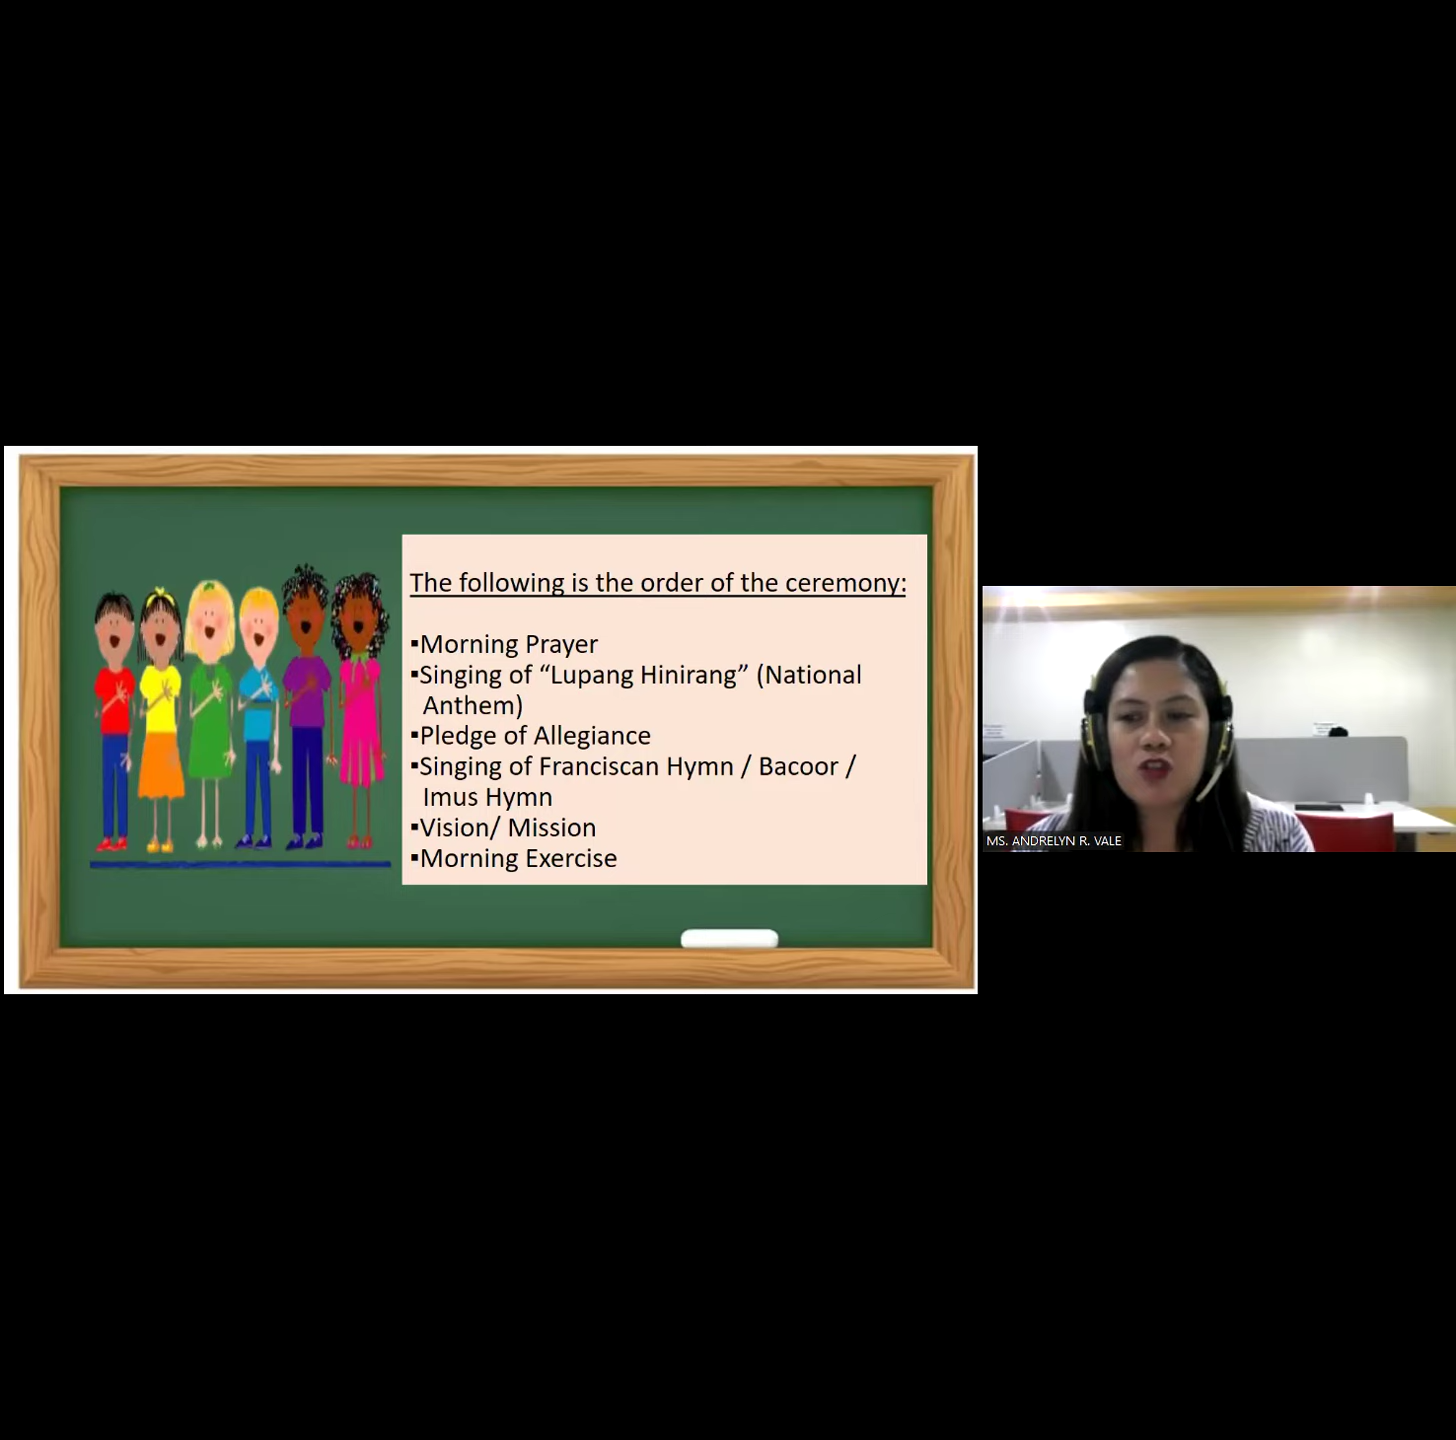 The following is the order of the ceremony:
▪Morning Prayer
▪Singing of “Lupang Hinirang” (National
Anthem)
▪Pledge of Allegiance
▪Singing of Franciscan Hymn / Bacoor /
Imus Hymn
▪Vision/ Mission
▪Morning Exercise
MS. ANDRELYN R. VALE